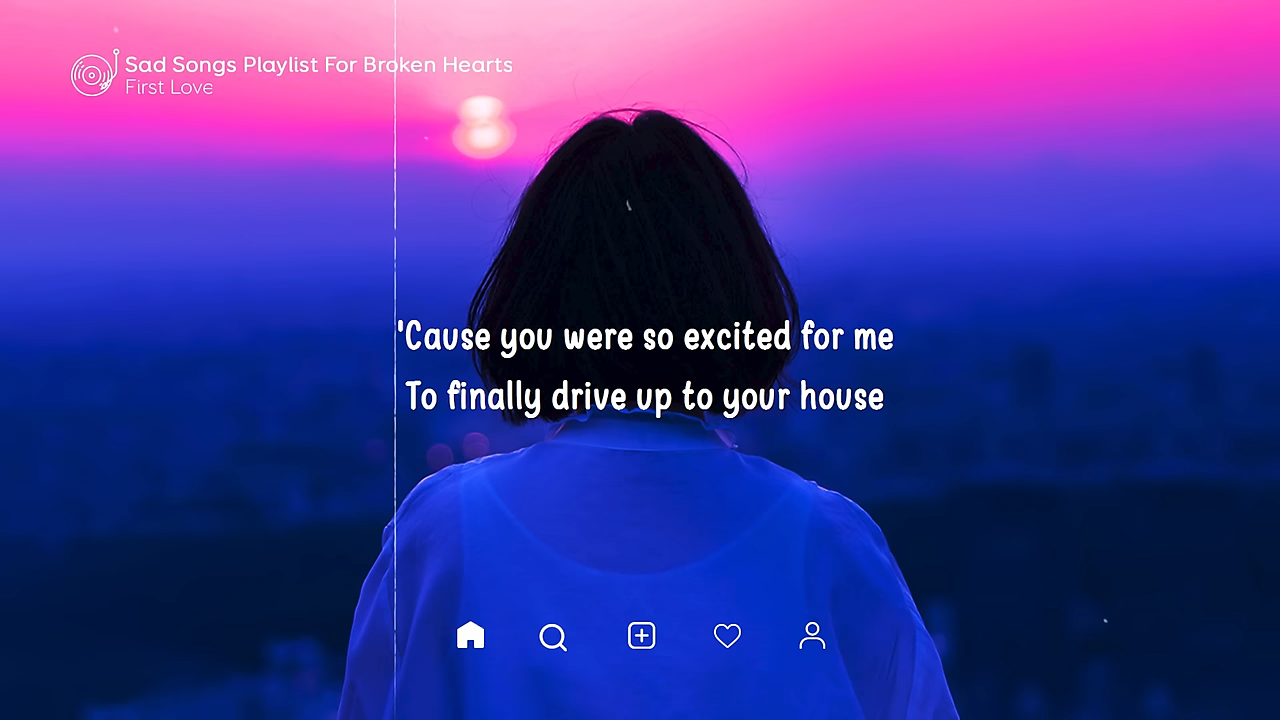 Sad Songs Playlist For Broken Hearts
First Love
'Cause you were so excited for me
To finally drive up to your house